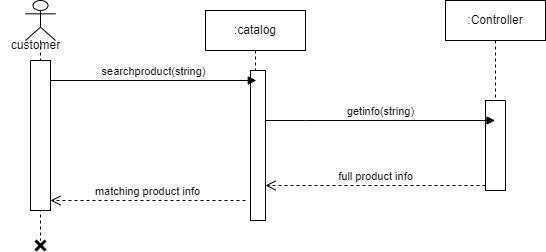 :Controller
:catalog
customer
searchproduct(string)
getinfo(string)
full product info
matching product info